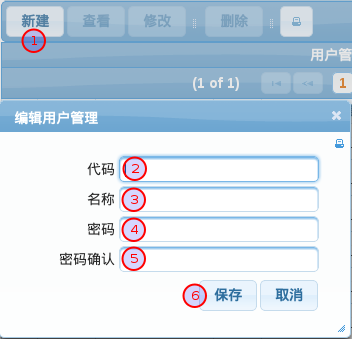 新建 查看 修改 删除
1
用户管
(1 of 1) 1
编辑用户管理
代码 2
名称 3
密码 4
密码确认 5
6 保存 取消